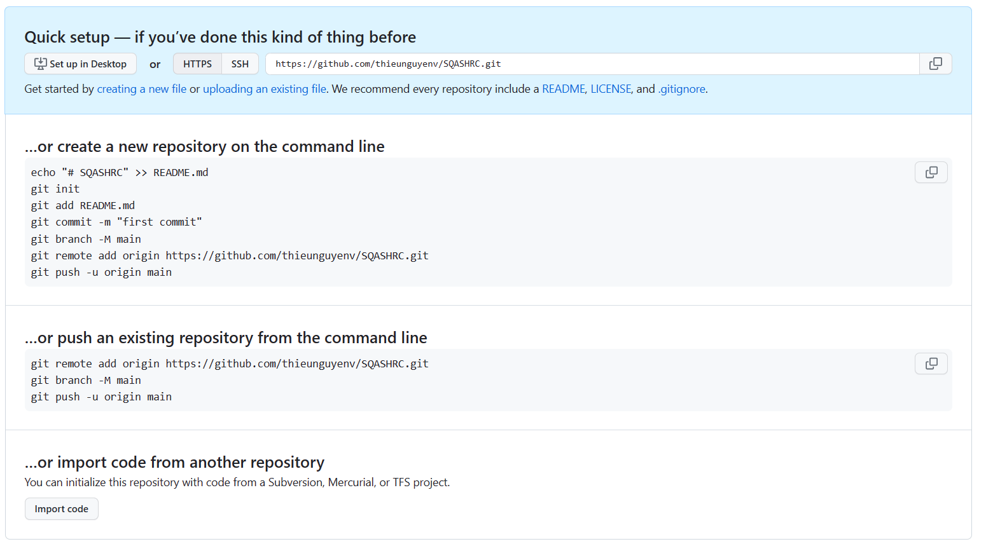 Quick setup — if you’ve done this kind of thing before
Set up in Desktop or HTTPS SSH https://github.com/thieunguyenv/SQASHRC.git
Get started by creating a new file or uploading an existing file. We recommend every repository include a README, LICENSE, and .gitignore.
…or create a new repository on the command line
echo "# SQASHRC" >> README.md
git init
git add README.md
git commit -m "first commit"
git branch -M main
git remote add origin https://github.com/thieunguyenv/SQASHRC.git
git push -u origin main
…or push an existing repository from the command line
git remote add origin https://github.com/thieunguyenv/SQASHRC.git
git branch -M main
git push -u origin main
…or import code from another repository
You can initialize this repository with code from a Subversion, Mercurial, or TFS project.
Import code